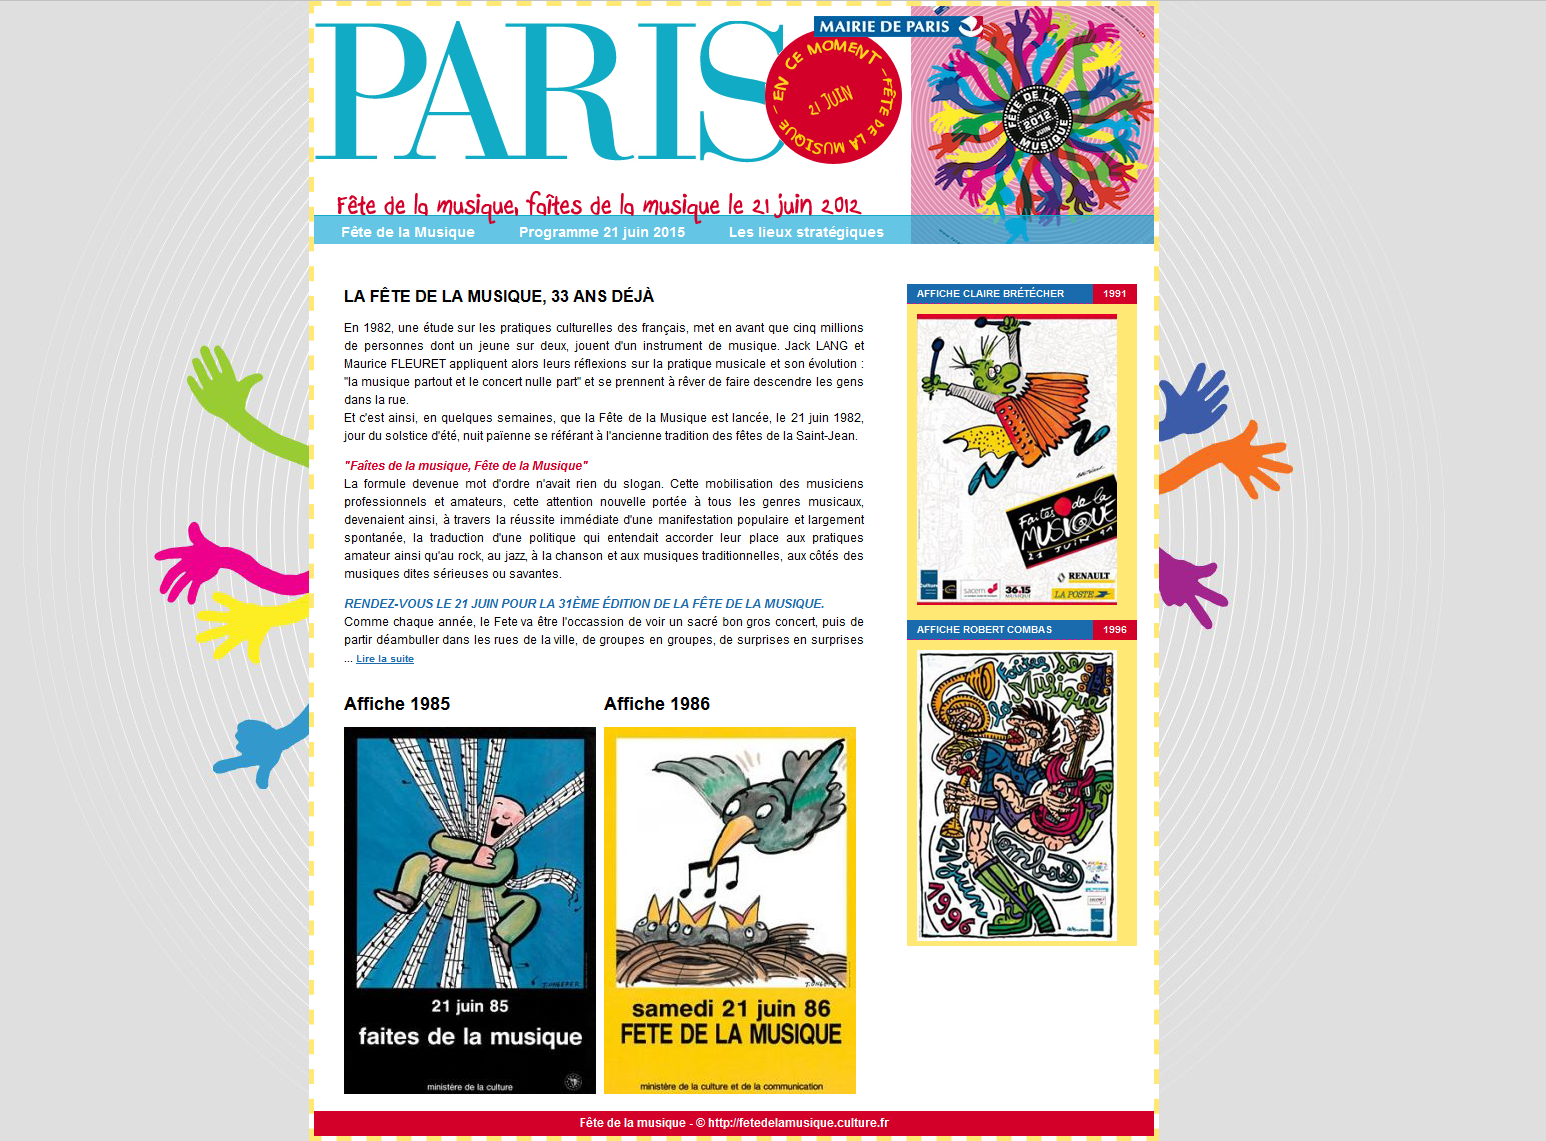 PARIS
MAIRIE DE PARIS
EN CE MOMENT - FÊTE DE LA MUSIQUE -
21 JUIN
FÊTE DE LA MUSIQUE
21
2012
JUIN
Fête de la musique, faîtes de la musique le 21 juin 2012
Fête de la Musique
Programme 21 juin 2015
Les lieux stratégiques
LA FÊTE DE LA MUSIQUE, 33 ANS DÉJÀ
En 1982, une étude sur les pratiques culturelles des français, met en avant que cinq millions
de personnes dont un jeune sur deux, jouent d'un instrument de musique. Jack LANG et
Maurice FLEURET appliquent alors leurs réflexions sur la pratique musicale et son évolution :
"la musique partout et le concert nulle part" et se prennent à rêver de faire descendre les gens
dans la rue.
Et c'est ainsi, en quelques semaines, que la Fête de la Musique est lancée, le 21 juin 1982,
jour du solstice d'été, nuit païenne se référant à l'ancienne tradition des fêtes de la Saint-Jean.
"Faîtes de la musique, Fête de la Musique"
La formule devenue mot d'ordre n'avait rien du slogan. Cette mobilisation des musiciens
professionnels et amateurs, cette attention nouvelle portée à tous les genres musicaux,
devenaient ainsi, à travers la réussite immédiate d'une manifestation populaire et largement
spontanée, la traduction d'une politique qui entendait accorder leur place aux pratiques
amateur ainsi qu'au rock, au jazz, à la chanson et aux musiques traditionnelles, aux côtés des
musiques dites sérieuses ou savantes.
RENDEZ-VOUS LE 21 JUIN POUR LA 31ÈME ÉDITION DE LA FÊTE DE LA MUSIQUE.
Comme chaque année, le Fete va être l'occassion de voir un sacré bon gros concert, puis de
partir déambuller dans les rues de la ville, de groupes en groupes, de surprises en surprises
... Lire la suite
Affiche 1985
Affiche 1986
T. UNGERER
21 juin 85
faites de la musique
ministère de la culture
T. UNGERER
samedi 21 juin 86
FETE DE LA MUSIQUE
ministère de la culture et de la communication
AFFICHE CLAIRE BRÉTÉCHER
1991
Faites de la
MUSIQUE
21 JUIN 91
Culture
sacem
36.15
MUSIQUE
RENAULT
LA POSTE
AFFICHE ROBERT COMBAS
1996
Faites de
la Musique
21 juin
1996
Combas
Fête de la musique - © http://fetedelamusique.culture.fr